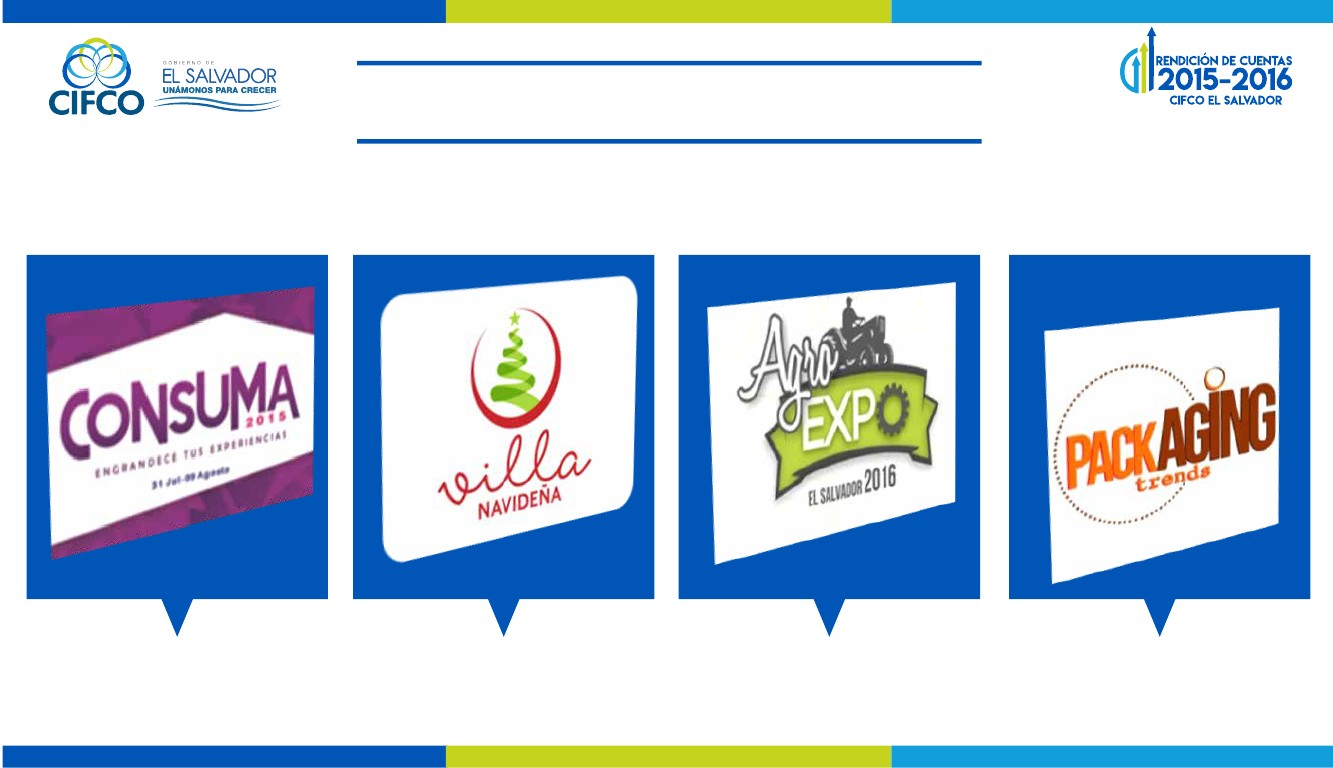 CIFCO
GOBIERNO DE
EL SALVADOR
UNÁMONOS PARA CRECER
RENDICIÓN DE CUENTAS
2015-2016
CIFCO EL SALVADOR
CONSUMA
2015
ENGRANDECE TUS EXPERIENCIAS
31 Jul-09 Agosto
villa
NAVIDEÑA
Agro
EXPO
EL SALVADOR 2016
PACKAGING
trends